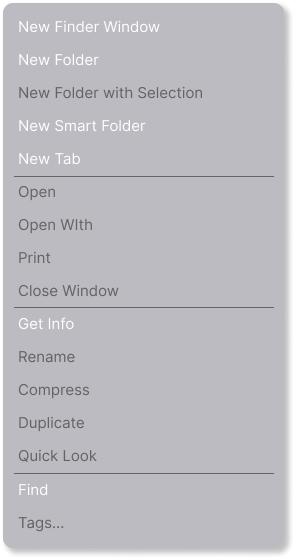 New Finder Window
New Folder
New Folder with Selection
New Smart Folder
New Tab
Open
Open WIth
Print
Close Window
Get Info
Rename
Compress
Duplicate
Quick Look
Find
Tags...